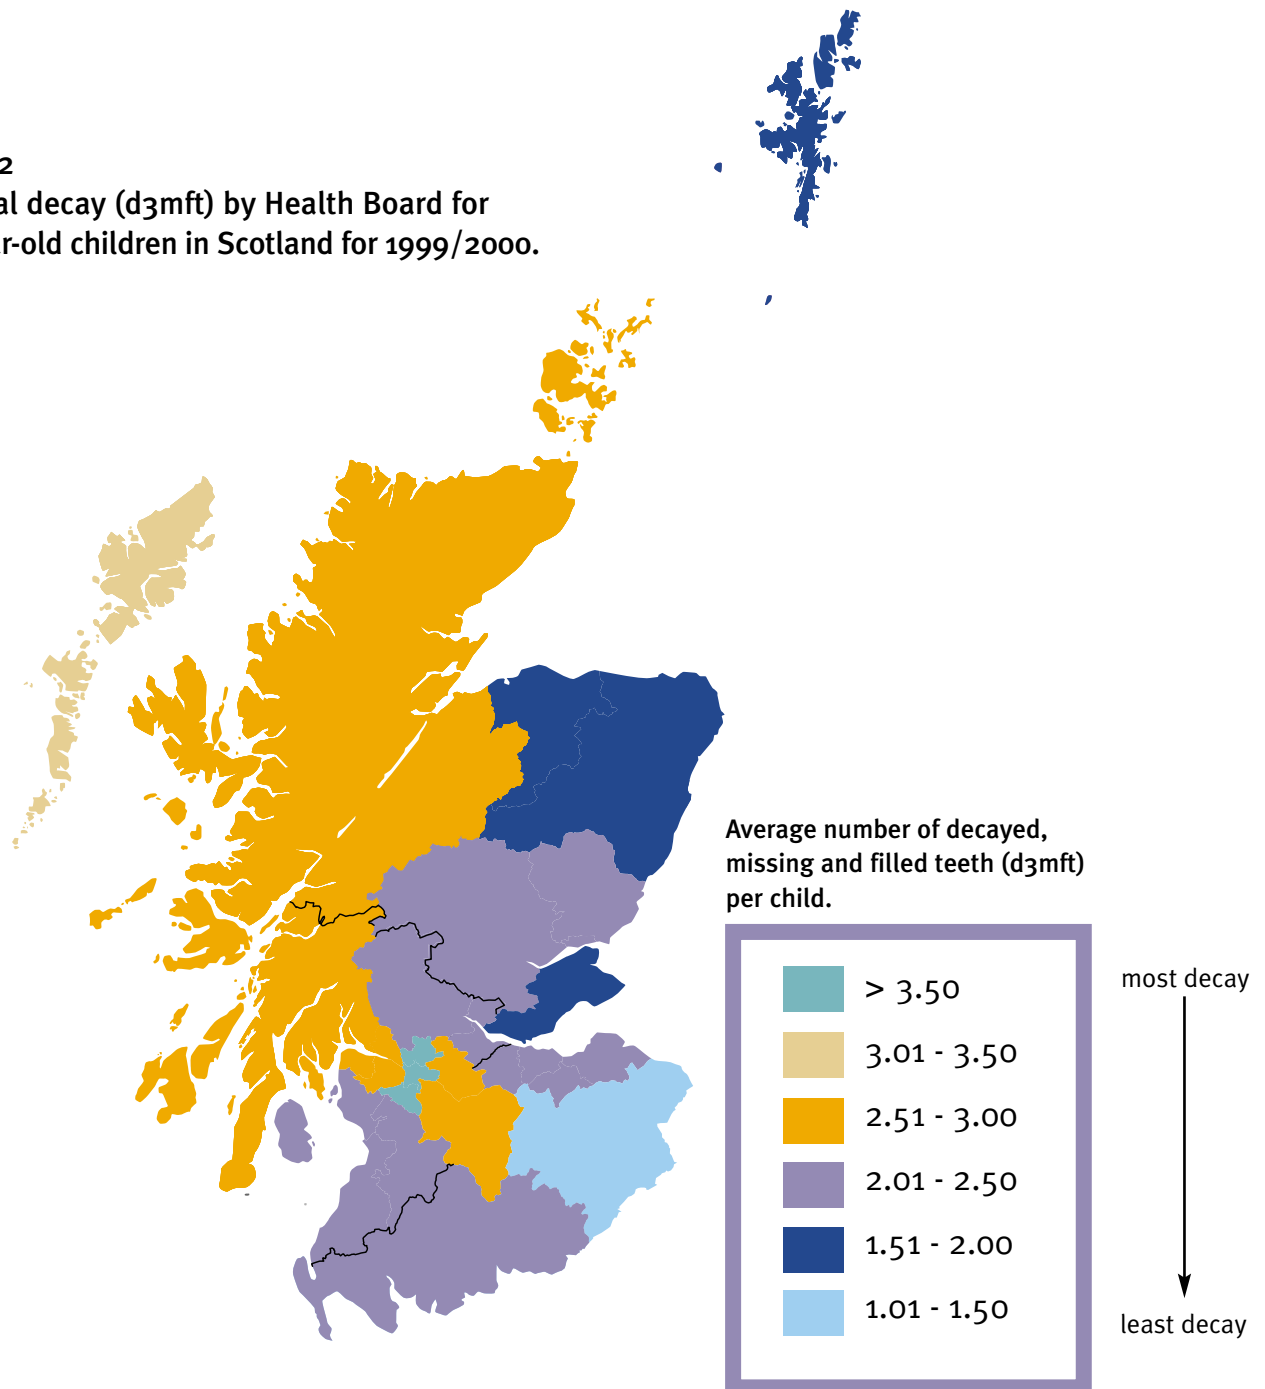 2
al decay (d3mft) by Health Board for
r-old children in Scotland for 1999/2000.
Average number of decayed,
missing and filled teeth (d3mft)
per child.
> 3.50
3.01 - 3.50
2.51 - 3.00
2.01 - 2.50
1.51 - 2.00
1.01 - 1.50
most decay
least decay